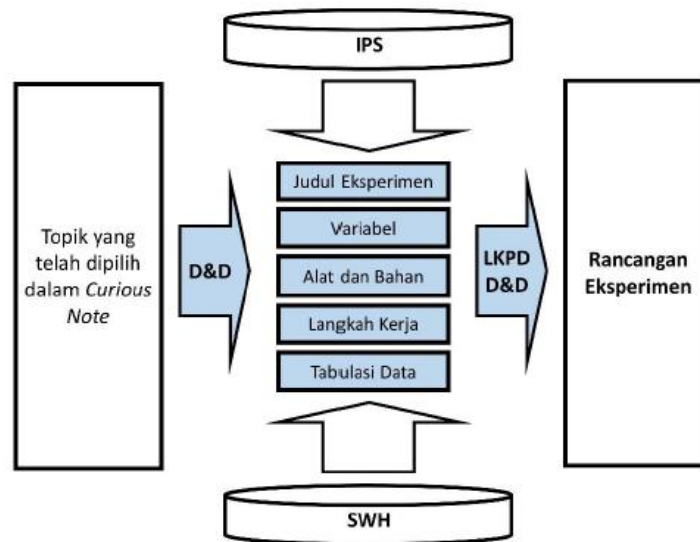 IPS
Topik yang
telah dipilih
dalam Curious
Note
D&D
Judul Eksperimen
Variabel
Alat dan Bahan
Langkah Kerja
Tabulasi Data
LKPD
D&D
Rancangan
Eksperimen
SWH